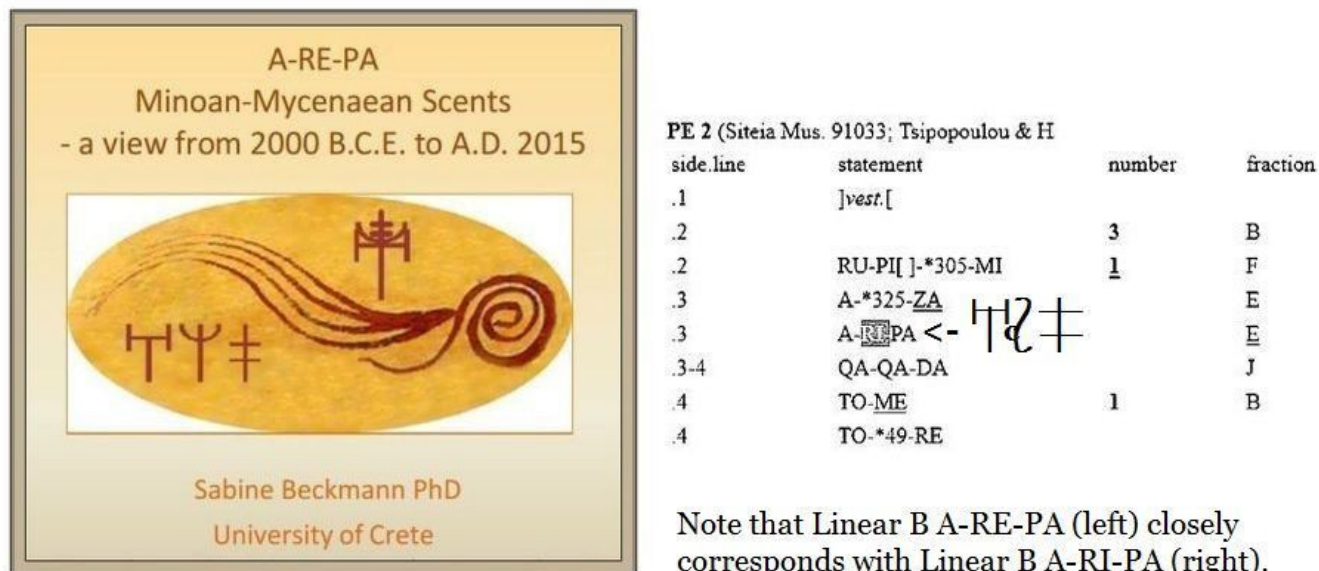 A-RE-PA
Minoan-Mycenaean Scents
- a view from 2000 B.C.E. to A.D. 2015
Sabine Beckmann PhD
University of Crete
PE 2 (Siteia Mus. 91033; Tsipopoulou & H
side.line statement number fraction
.1 ]vest.[
.2 3 B
.2 RU-PI[ ]-*305-MI 1 F
.3 A-*325-ZA E
.3 A-RI-PA <- E
.3-4 QA-QA-DA J
.4 TO-ME 1 B
.4 TO-*49-RE
Note that Linear B A-RE-PA (left) closely
corresponds with Linear B A-RI-PA (right).